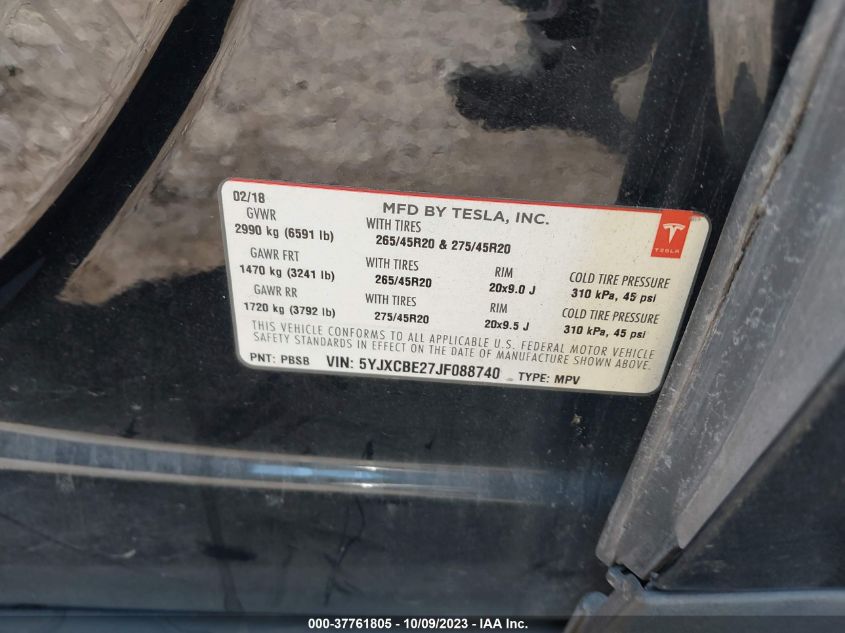 02/18 MFD BY TESLA, INC.
GVWR WITH TIRES
2990 kg (6591 lb) 265/45R20 & 275/45R20
TESLA
GAWR FRT WITH TIRES RIM COLD TIRE PRESSURE
1470 kg (3241 lb) 265/45R20 20x9.0 J 310 kPa, 45 psi
GAWR RR WITH TIRES RIM COLD TIRE PRESSURE
1720 kg (3792 lb) 275/45R20 20x9.5 J 310 kPa, 45 psi
THIS VEHICLE CONFORMS TO ALL APPLICABLE U.S. FEDERAL MOTOR VEHICLE
SAFETY STANDARDS IN EFFECT ON THE DATE OF MANUFACTURE SHOWN ABOVE.
PNT: PBSB VIN: 5YJXCBE27JF088740 TYPE: MPV
000-37761805 - 10/09/2023 - IAA Inc.